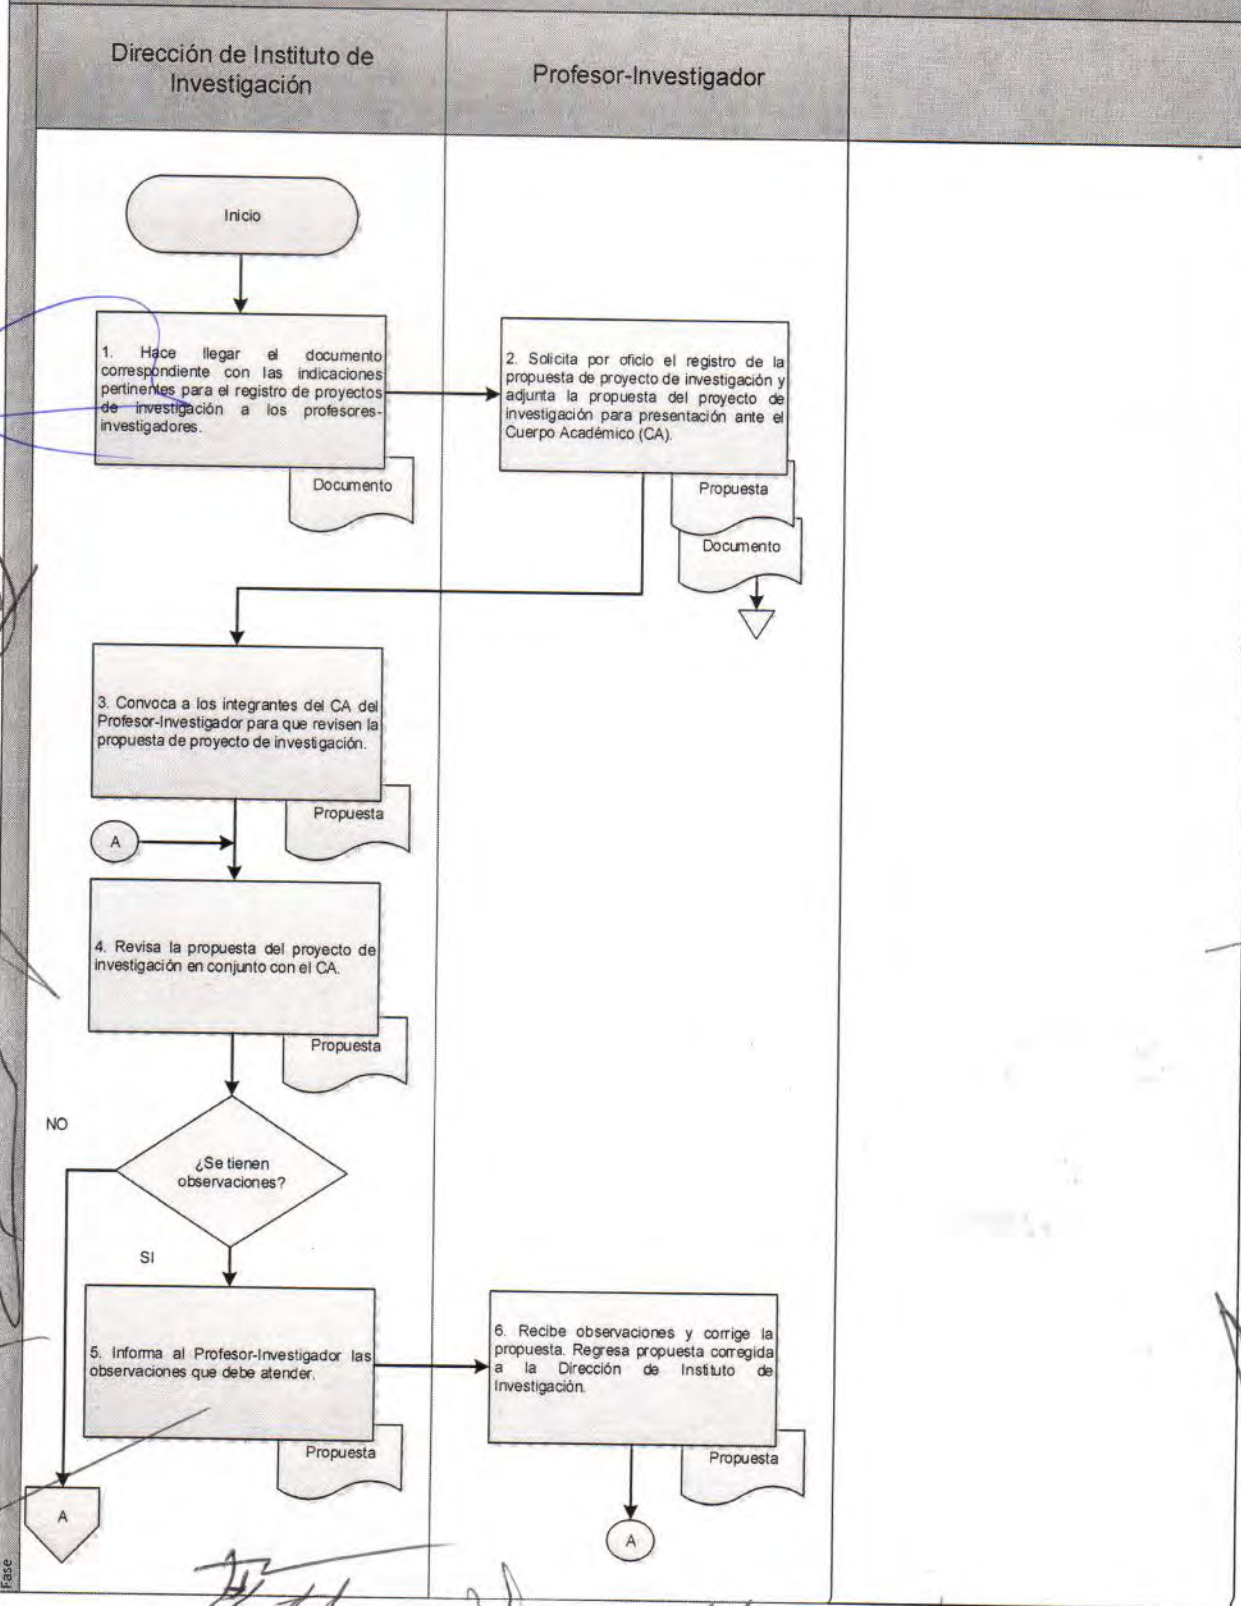 Dirección de Instituto de
Investigación
Profesor-Investigador
Inicio
1. Hace llegar el documento
correspondiente con las indicaciones
pertinentes para el registro de proyectos
de investigación a los profesores-
investigadores.
Documento
2. Solicita por oficio el registro de la
propuesta de proyecto de investigación y
adjunta la propuesta del proyecto de
investigación para presentación ante el
Cuerpo Académico (CA).
Propuesta
Documento
3. Convoca a los integrantes del CA del
Profesor-Investigador para que revisen la
propuesta de proyecto de investigación.
Propuesta
A
4. Revisa la propuesta del proyecto de
investigación en conjunto con el CA.
Propuesta
NO
¿Se tienen
observaciones?
SI
5. Informa al Profesor-Investigador las
observaciones que debe atender.
Propuesta
6. Recibe observaciones y corrige la
propuesta. Regresa propuesta corregida
a la Dirección de Instituto de
Investigación.
Propuesta
A
A
Fase